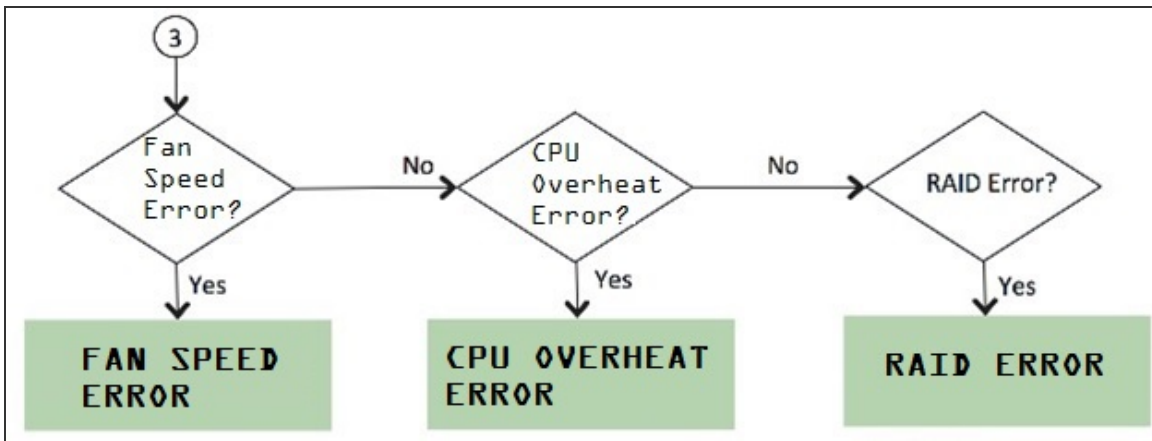 3
Fan
Speed
Error?
No
CPU
Overheat
Error?
No
RAID Error?
Yes
Yes
Yes
FAN SPEED
ERROR
CPU OVERHEAT
ERROR
RAID ERROR